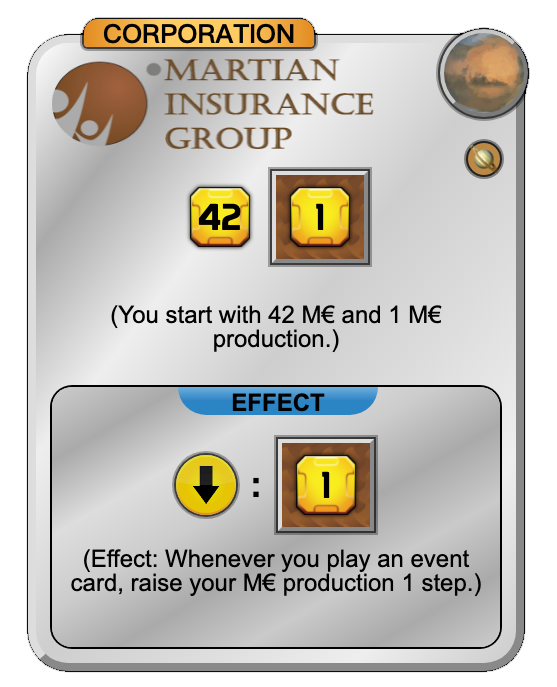 CORPORATION
MARTIAN
INSURANCE
GROUP
42 1
(You start with 42 M€ and 1 M€
production.)
EFFECT
: 1
(Effect: Whenever you play an event
card, raise your M€ production 1 step.)